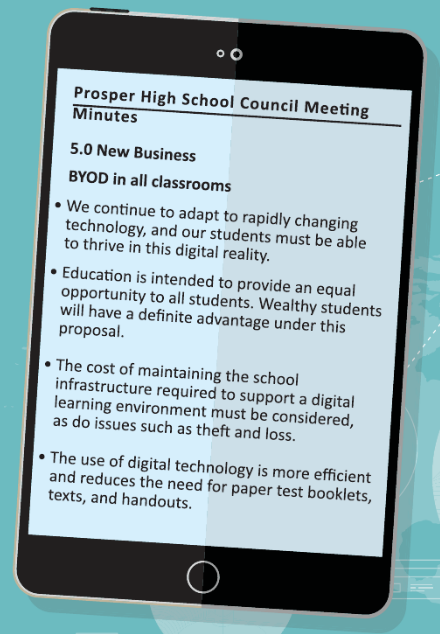 Prosper High School Council Meeting
Minutes
5.0 New Business
BYOD in all classrooms
• We continue to adapt to rapidly changing
technology, and our students must be able
to thrive in this digital reality.
• Education is intended to provide an equal
opportunity to all students. Wealthy students
will have a definite advantage under this
proposal.
• The cost of maintaining the school
infrastructure required to support a digital
learning environment must be considered,
as do issues such as theft and loss.
• The use of digital technology is more efficient
and reduces the need for paper test booklets,
texts, and handouts.